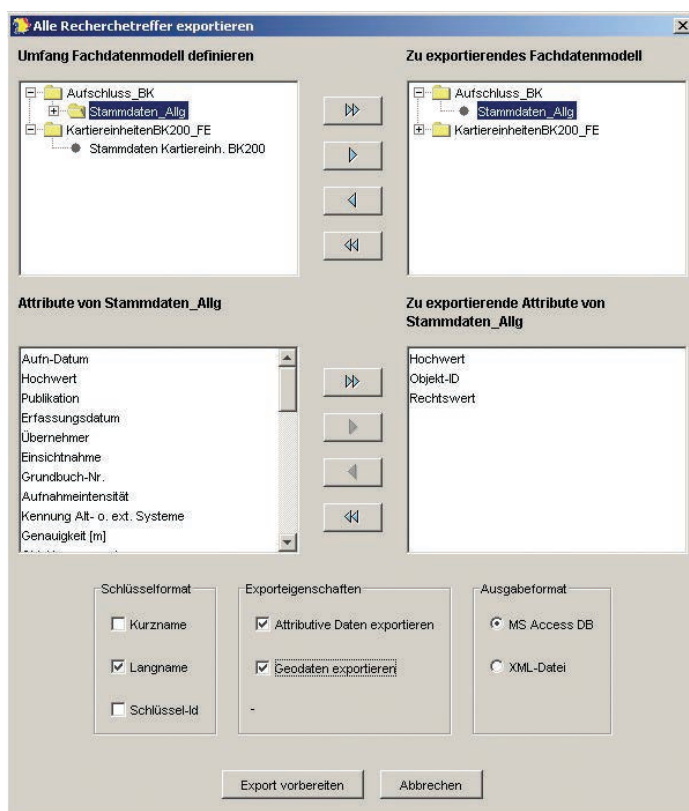 Alle Recherchetreffer exportieren
Umfang Fachdatenmodell definieren
Zu exportierendes Fachdatenmodell
Aufschluss_BK
Stammdaten_Allg
KartiereinheitenBK200_FE
Stammdaten Kartiereinh. BK200
Aufschluss_BK
Stammdaten_Allg
KartiereinheitenBK200_FE
Attribute von Stammdaten_Allg
Zu exportierende Attribute von
Stammdaten_Allg
Aufn-Datum
Hochwert
Publikation
Erfassungsdatum
Übernehmer
Einsichtnahme
Grundbuch-Nr.
Aufnahmeintensität
Kennung Alt- o. ext. Systeme
Genauigkeit [m]
Hochwert
Objekt-ID
Rechtswert
Schlüsselformat
Kurzname
Langname
Schlüssel-Id
Exporteigenschaften
Attributive Daten exportieren
Geodaten exportieren
-
Ausgabeformat
MS Access DB
XML-Datei
Export vorbereiten
Abbrechen